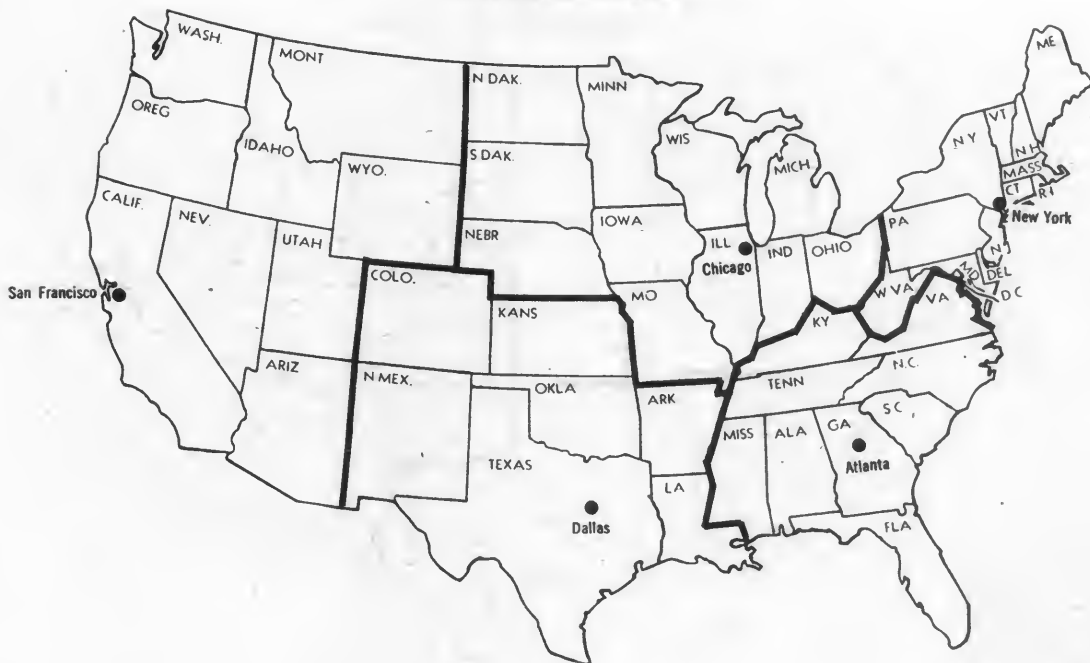 WASH.
MONT
N DAK.
MINN
ME
OREG
IDAHO
S DAK.
WIS
MICH.
N Y
VT
N H
MASS
CT
R I
WYO.
CALIF.
NEV.
UTAH
NEBR
IOWA
ILL
IND
OHIO
PA
New York
N J
Chicago
San Francisco
COLO.
KANS
MO
W VA
VA
MD
DEL
D C
KY
ARIZ
N MEX.
OKLA
ARK
TENN
N.C.
S C
TEXAS
MISS
ALA
GA
Atlanta
LA
Dallas
FLA